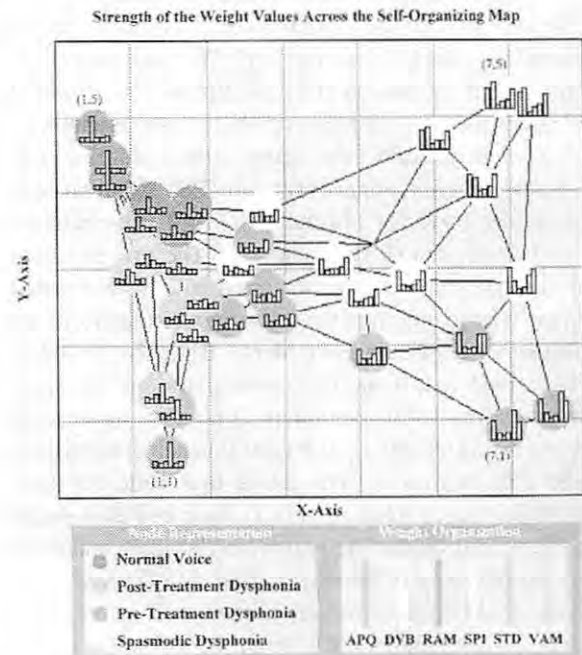 Strength of the Weight Values Across the Self-Organizing Map
(7,5)
(1,5)
Y-Axis
(7,1)
(1,1)
X-Axis
Node Representation
Weight Organization
Normal Voice
Post-Treatment Dysphonia
Pre-Treatment Dysphonia
Spasmodic Dysphonia
APQ DVB RAM SPI STD VAM